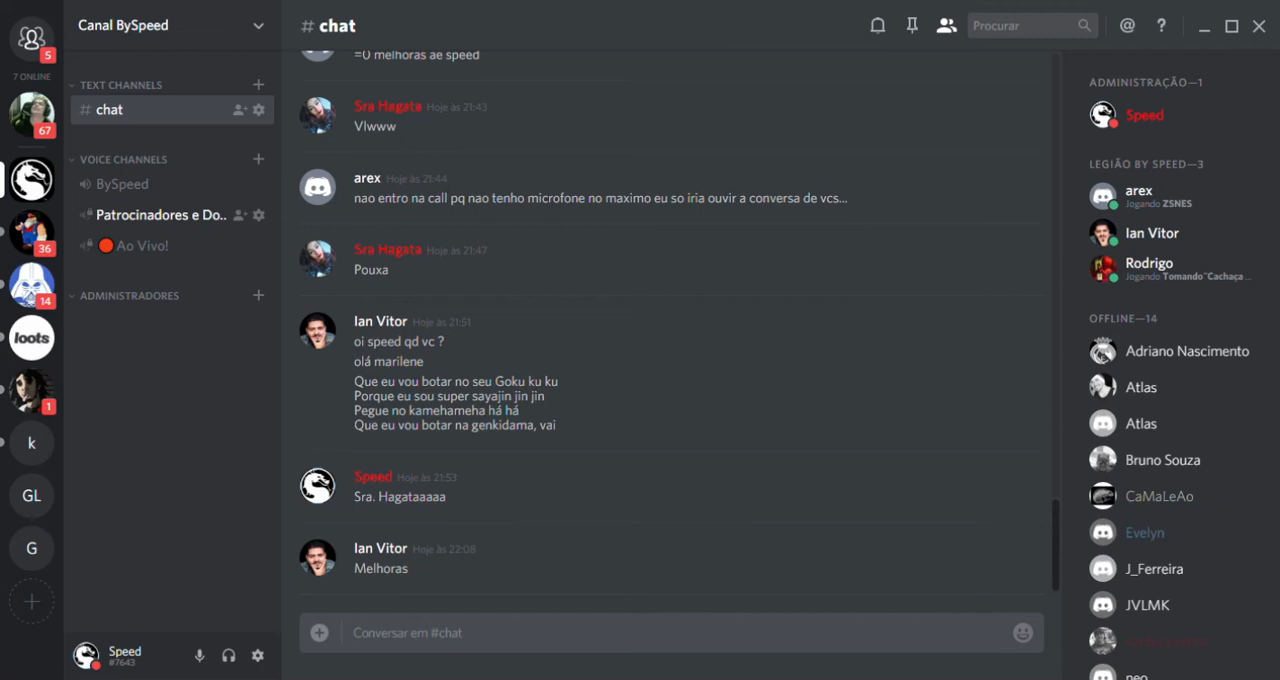 5
7 ONLINE
67
36
14
loots
1
k
GL
G
Canal BySpeed
TEXT CHANNELS
# chat
VOICE CHANNELS
BySpeed
Patrocinadores e Do..
Ao Vivo!
ADMINISTRADORES
Speed
#7643
# chat
Procurar
=0 melhoras ae speed
Sra Hagata Hoje às 21:43
Vlwww
arex Hoje às 21:44
nao entro na call pq nao tenho microfone no maximo eu so iria ouvir a conversa de vcs...
Sra Hagata Hoje às 21:47
Pouxa
Ian Vitor Hoje às 21:51
oi speed qd vc ?
olá marilene
Que eu vou botar no seu Goku ku ku
Porque eu sou super sayajin jin jin
Pegue no kamehameha há há
Que eu vou botar na genkidama, vai
Speed Hoje às 21:53
Sra. Hagataaaaa
Ian Vitor Hoje às 22:08
Melhoras
Conversar em #chat
ADMINISTRAÇÃO—1
Speed
LEGIÃO BY SPEED—3
arex
Jogando ZSNES
Ian Vitor
Rodrigo
Jogando Tomando "Cachaça ...
OFFLINE—14
Adriano Nascimento
Atlas
Atlas
Bruno Souza
CaMaLeAo
Evelyn
J_Ferreira
JVLMK
neo